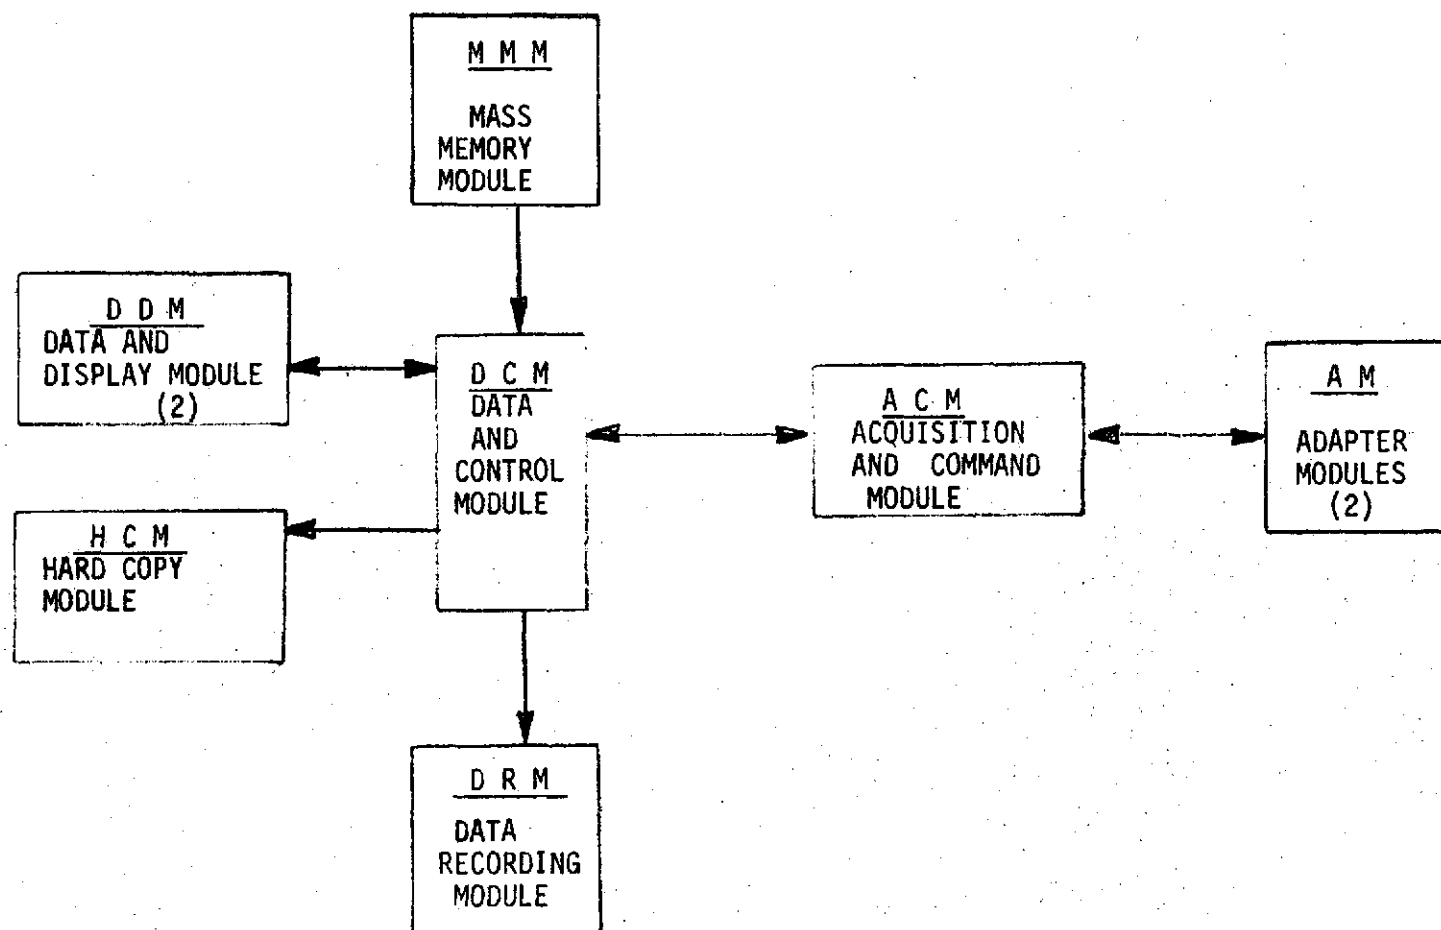 M M M
MASS
MEMORY
MODULE
D D M
DATA AND
DISPLAY MODULE
(2)
D C M
DATA
AND
CONTROL
MODULE
A C M
ACQUISITION
AND COMMAND
MODULE
A M
ADAPTER
MODULES
(2)
H C M
HARD COPY
MODULE
D R M
DATA
RECORDING
MODULE